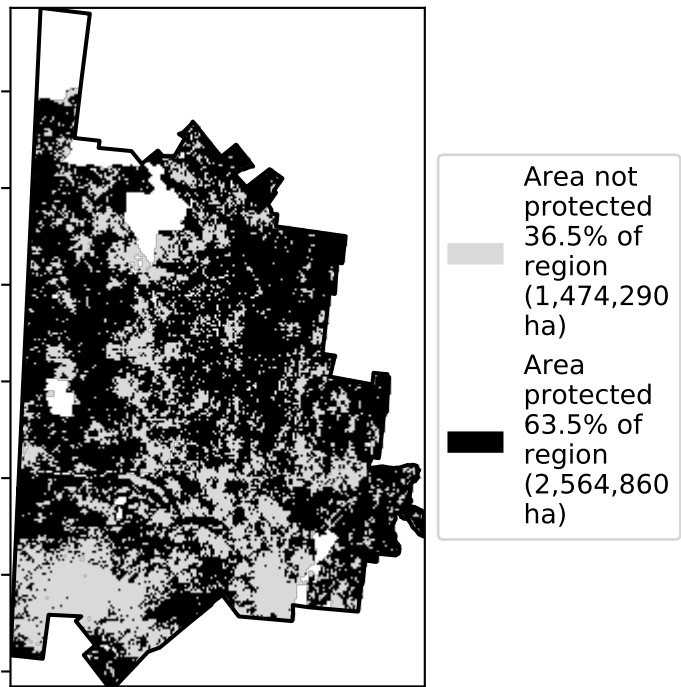 Area not
protected
36.5% of
region
(1,474,290
ha)
Area
protected
63.5% of
region
(2,564,860
ha)